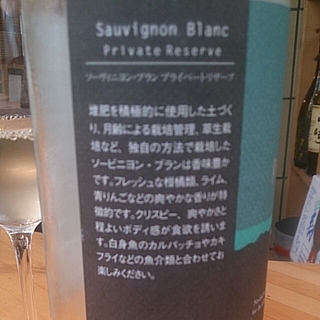 Sauvignon Blanc
Private Reserve
ソーヴィニヨン・ブラン プライベートリザーブ
堆肥を積極的に使用した土づく
り、月齢による栽培管理、草生栽
培など、独自の方法で栽培した
ソービニヨン・ブランは香味豊か
です。フレッシュな柑橘類、ライム、
青りんごなどの爽やかな香りが特
徴的です。クリスピー、爽やかさと
程よいボディ感が食欲を誘いま
す。白身魚のカルパッチョやカキ
フライなどの魚介類と合わせてお
楽しみください。